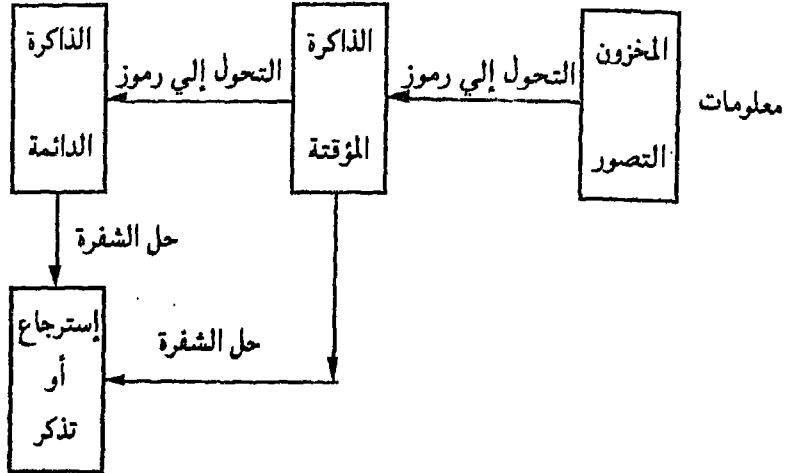 معلومات
المخزون
التصور
التحول إلي رموز
الذاكرة
المؤقتة
التحول إلي رموز
الذاكرة
الدائمة
حل الشفرة
حل الشفرة
إسترجاع
أو
تذكر